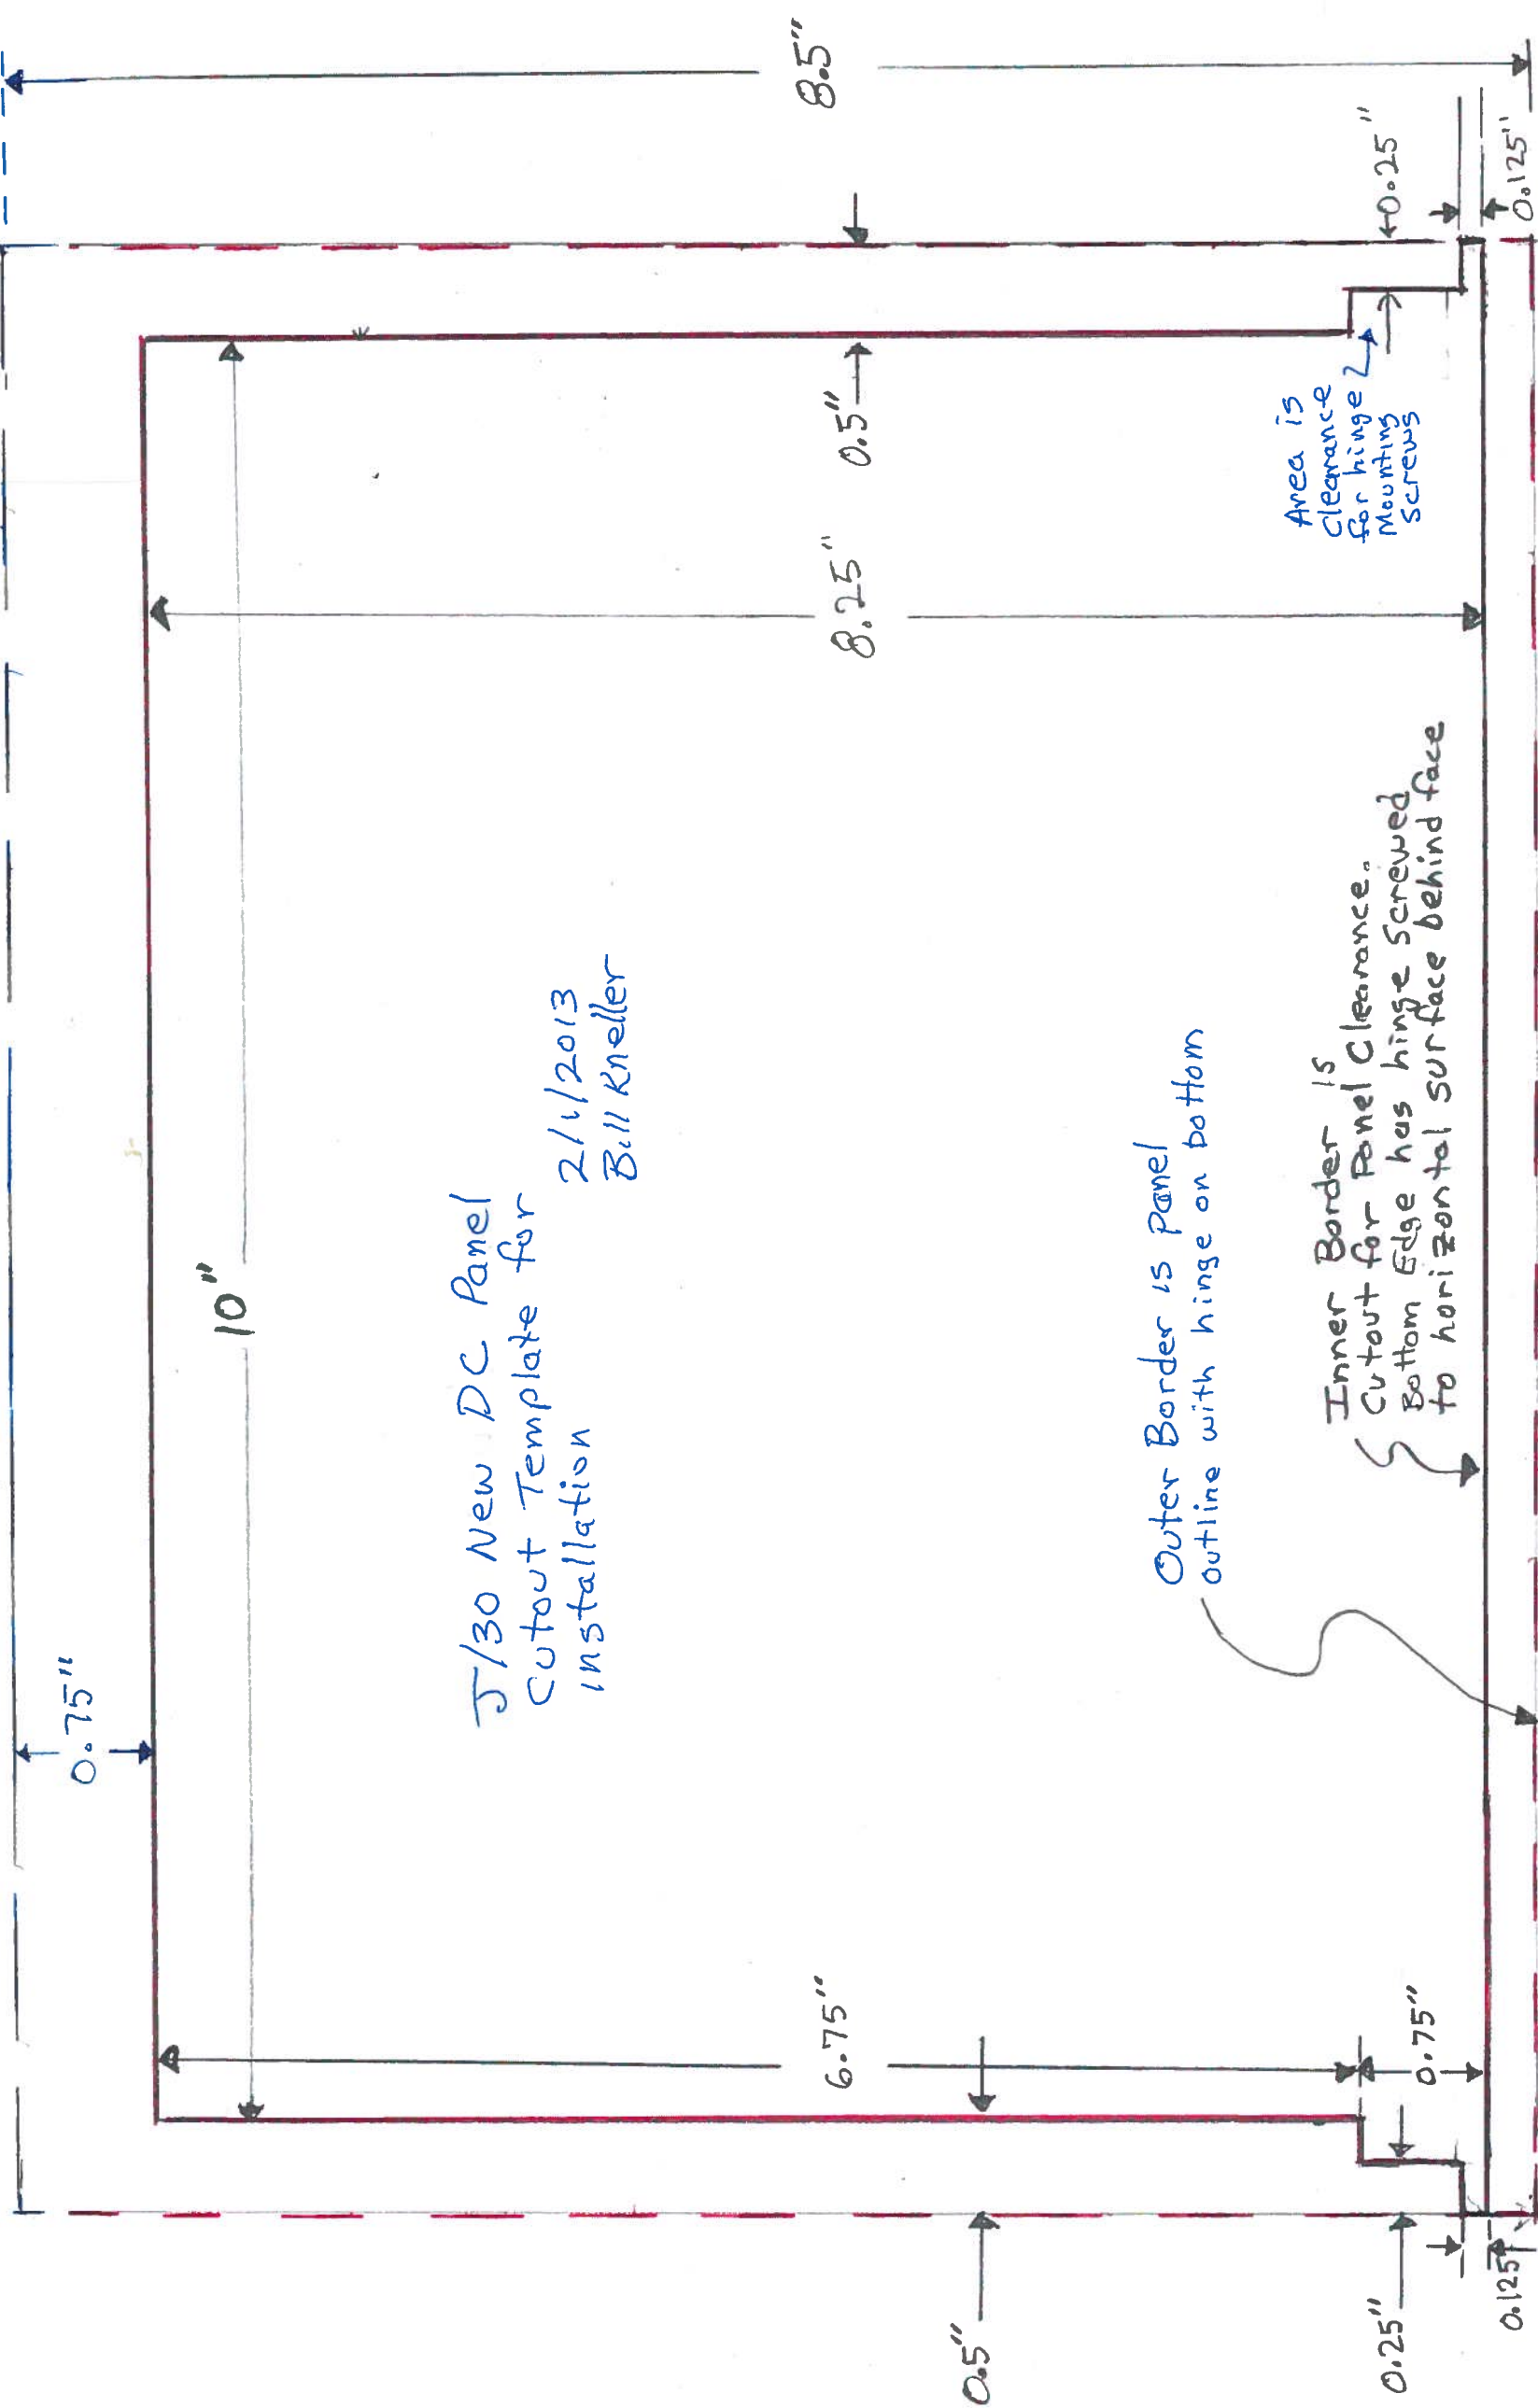 0.75"
10"
8.5"
J/30 New DC Panel
Cutout Template for
installation
2/1/2013
Bill Kneller
8.25"
0.5"
6.75"
0.5"
Outer Border is Panel
outline with hinge on bottom
Area is
Clearance
for hinge
Mounting
Screws
0.25"
0.125"
Inner Border is
Cutout for Panel Clearance.
Bottom Edge has hinge Screwed
to horizontal surface behind face
0.75"
0.25"
0.125"